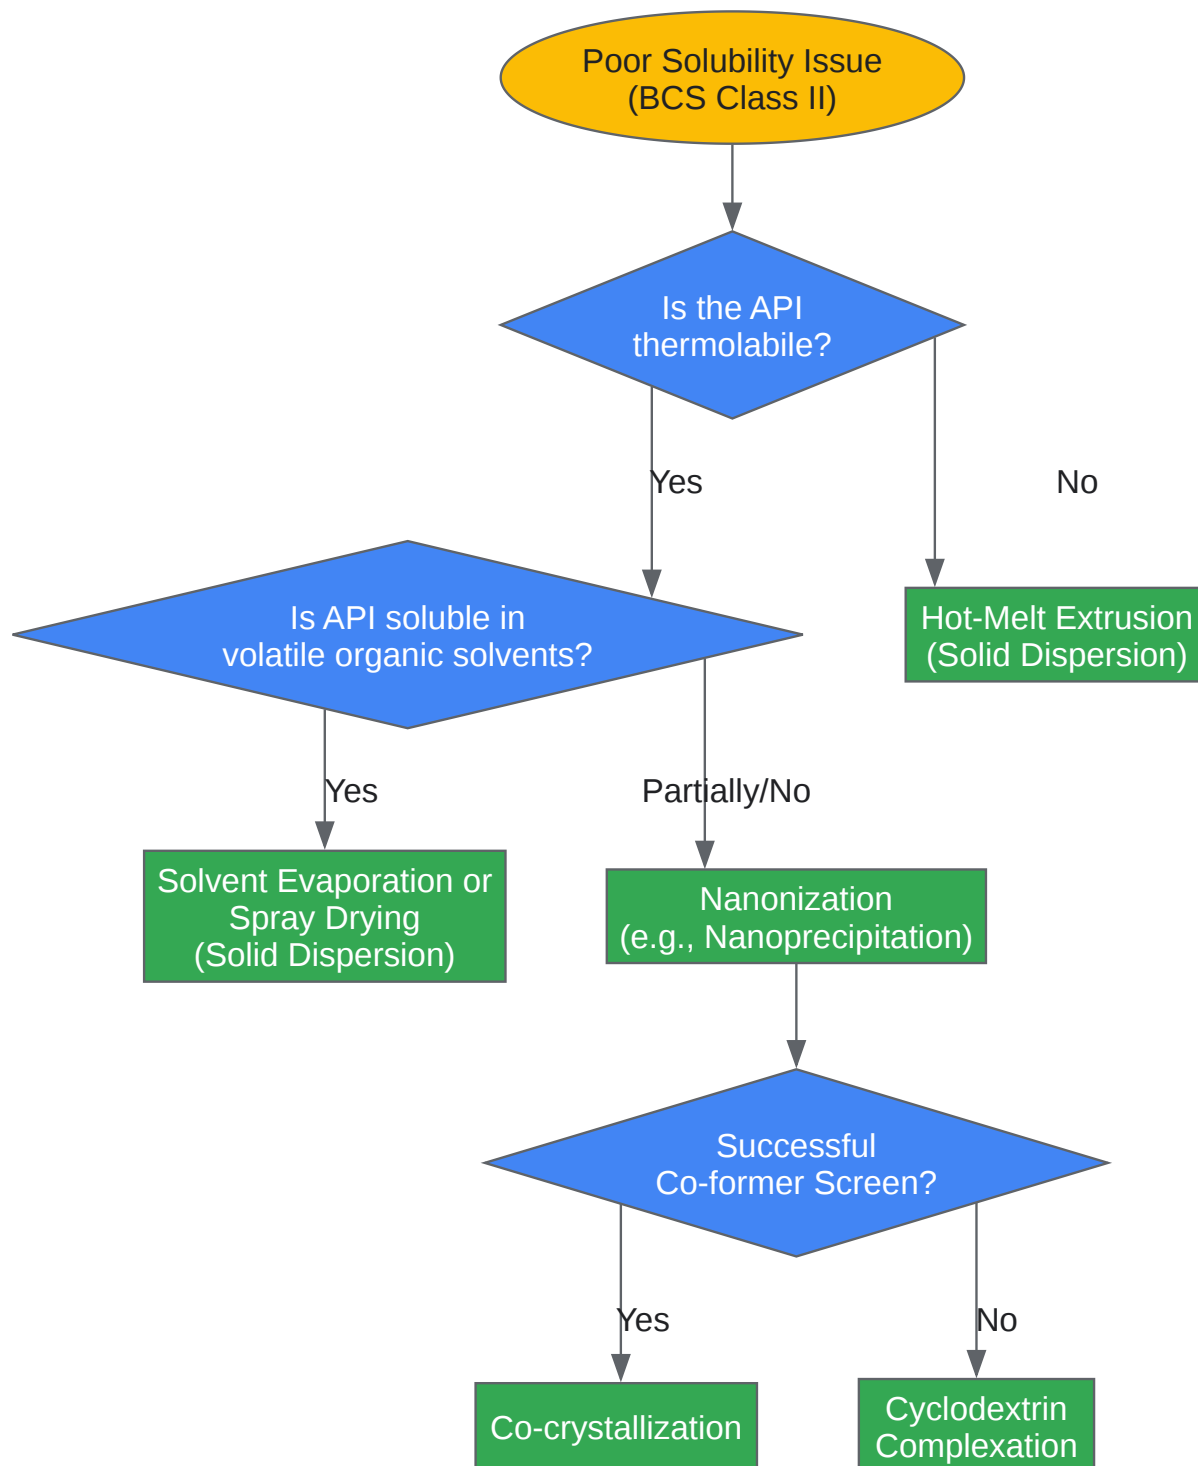 Poor Solubility Issue
(BCS Class II)
Is the API
thermolabile?
Yes
No
Is API soluble in
volatile organic solvents?
Hot-Melt Extrusion
(Solid Dispersion)
Yes
Partially/No
Solvent Evaporation or
Spray Drying
(Solid Dispersion)
Nanonization
(e.g., Nanoprecipitation)
Successful
Co-former Screen?
Yes
No
Co-crystallization
Cyclodextrin
Complexation